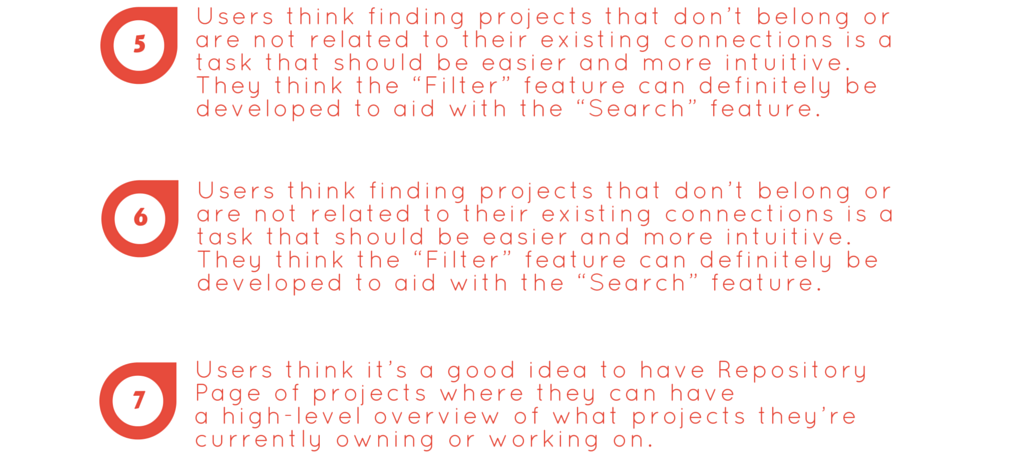 5
Users think finding projects that don't belong or
are not related to their existing connections is a
task that should be easier and more intuitive.
They think the “Filter” feature can definitely be
developed to aid with the “Search” feature.
6
Users think finding projects that don't belong or
are not related to their existing connections is a
task that should be easier and more intuitive.
They think the “Filter” feature can definitely be
developed to aid with the “Search” feature.
7
Users think it's a good idea to have Repository
Page of projects where they can have
a high-level overview of what projects they're
currently owning or working on.